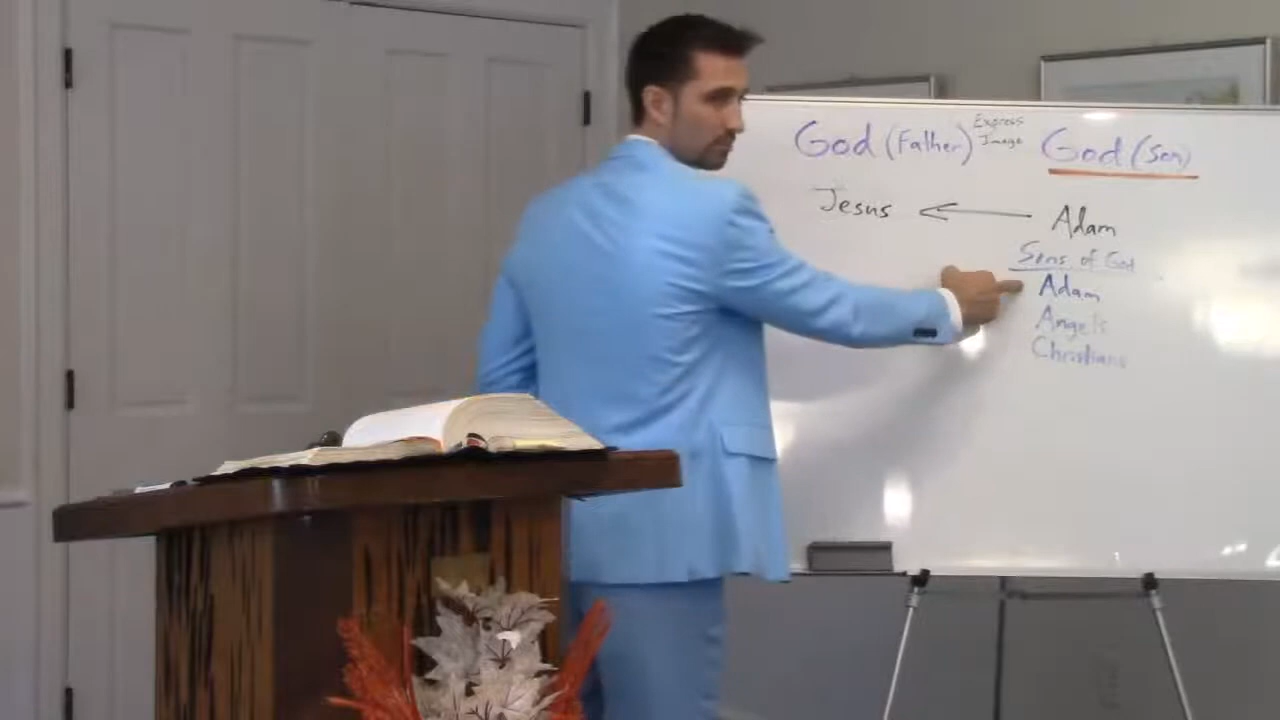 God (Father) Express Image God (Son)
Jesus Adam
Sons of God
Adam
Angels
Christians